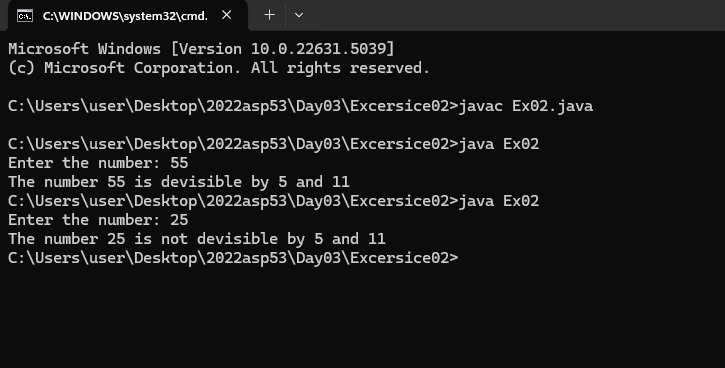 C:\WINDOWS\system32\cmd.
Microsoft Windows [Version 10.0.22631.5039]
(c) Microsoft Corporation. All rights reserved.
C:\Users\user\Desktop\2022asp53\Day03\Excersice02>javac Ex02.java
C:\Users\user\Desktop\2022asp53\Day03\Excersice02>java Ex02
Enter the number: 55
The number 55 is devisible by 5 and 11
C:\Users\user\Desktop\2022asp53\Day03\Excersice02>java Ex02
Enter the number: 25
The number 25 is not devisible by 5 and 11
C:\Users\user\Desktop\2022asp53\Day03\Excersice02>